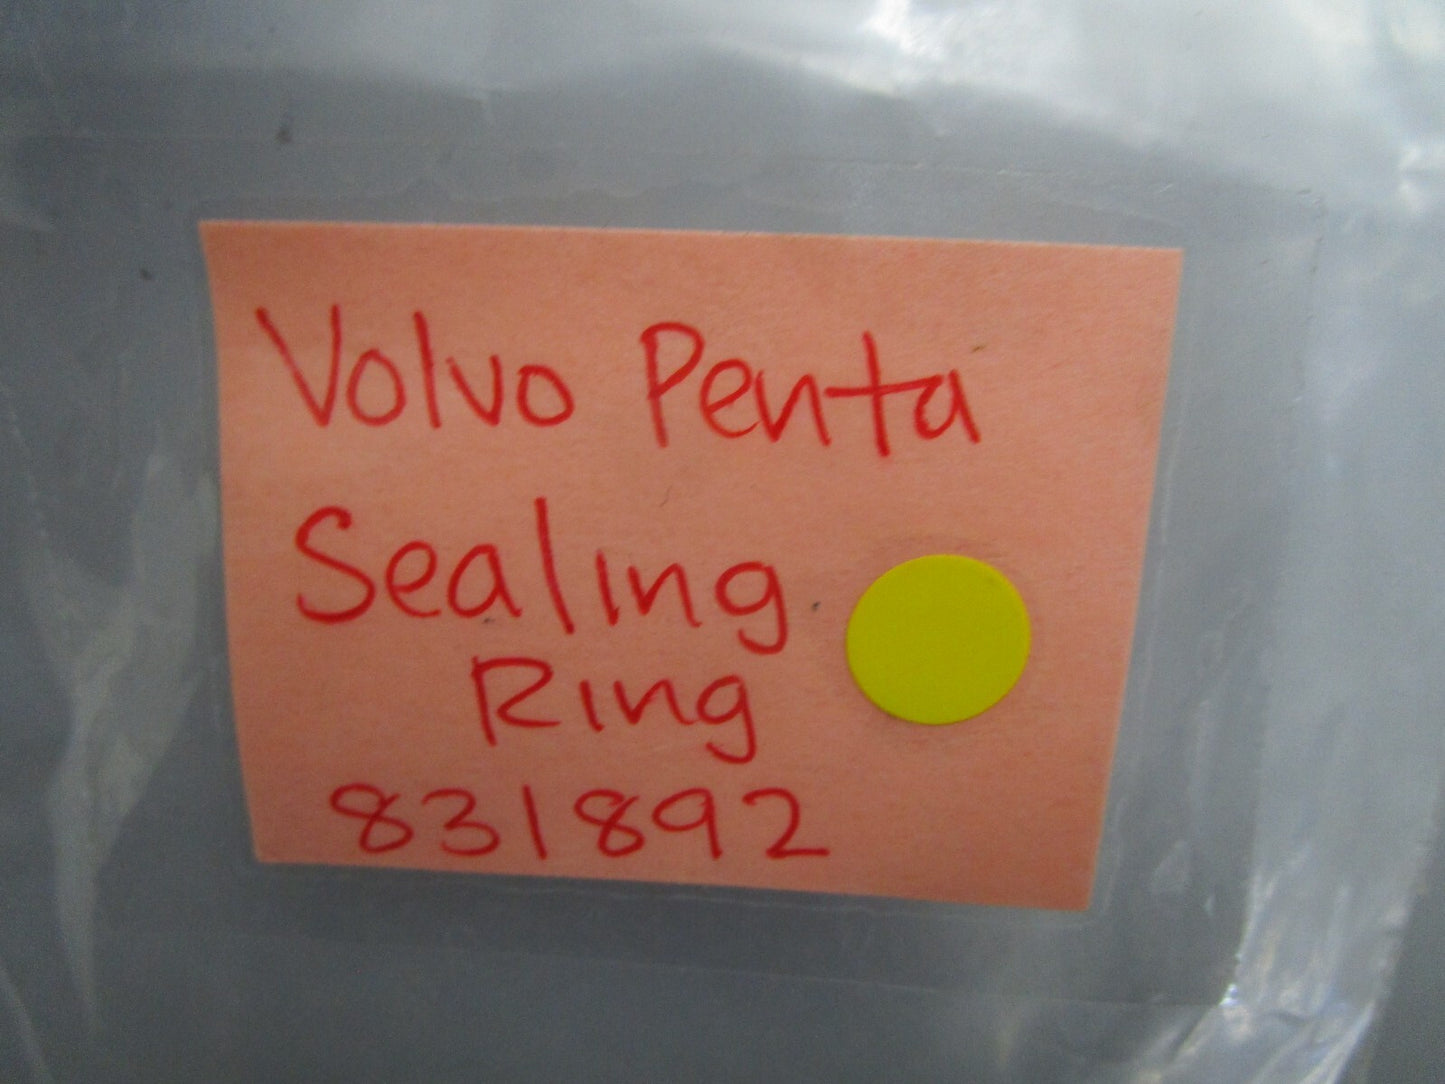 Volvo Penta
Sealing
Ring
831892